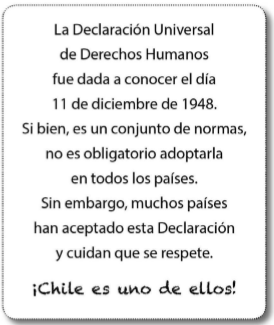 La Declaración Universal
de Derechos Humanos
fue dada a conocer el día
11 de diciembre de 1948.
Si bien, es un conjunto de normas,
no es obligatorio adoptarla
en todos los países.
Sin embargo, muchos países
han aceptado esta Declaración
y cuidan que se respete.
¡Chile es uno de ellos!